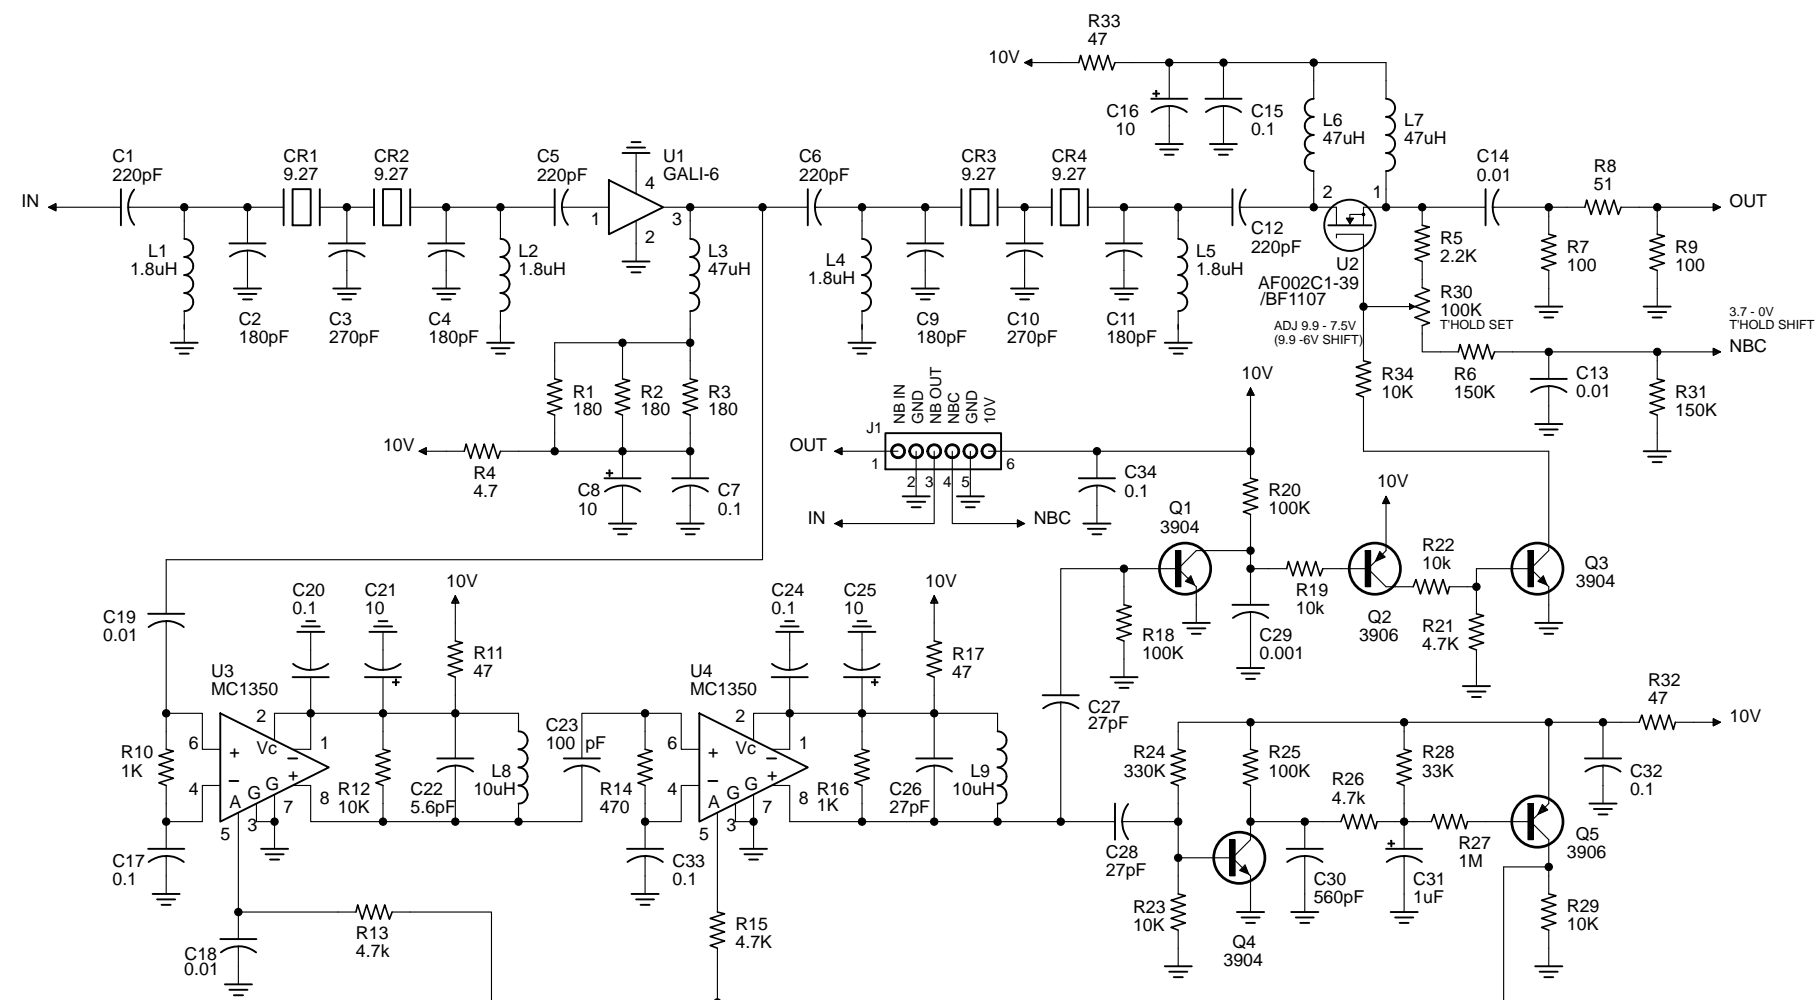 R33
47
10V
C16
10
C15
0.1
L6
47uH
L7
47uH
C1
220pF
CR1
9.27
CR2
9.27
C5
220pF
U1
GALI-6
C6
220pF
CR3
9.27
CR4
9.27
C14
0.01
R8
51
IN
1
4
2
3
2
1
OUT
L1
1.8uH
L2
1.8uH
L3
47uH
L4
1.8uH
L5
1.8uH
C12
220pF
U2
AF002C1-39
/BF1107
R5
2.2K
R7
100
R9
100
C2
180pF
C3
270pF
C4
180pF
C9
180pF
C10
270pF
C11
180pF
R30
100K
T'HOLD SET
ADJ 9.9 - 7.5V
(9.9 -6V SHIFT)
3.7 - 0V
T'HOLD SHIFT
NBC
R1
180
R2
180
R3
180
R34
10K
R6
150K
C13
0.01
R31
150K
NB IN
GND
NB OUT
NBC
GND
10V
J1
10V
10V
OUT
1
2
3
4
5
6
R4
4.7
C8
10
C7
0.1
C34
0.1
R20
100K
IN
NBC
Q1
3904
10V
R22
10k
Q3
3904
R19
10k
Q2
3906
C19
0.01
C20
0.1
C21
10
10V
C24
0.1
C25
10
10V
R18
100K
C29
0.001
R21
4.7K
U3
MC1350
R11
47
U4
MC1350
R17
47
C27
27pF
R32
47
10V
2
1
6
4
5
3
7
8
Vc
+
−
−
+
A
G
G
R10
1K
R12
10K
C22
5.6pF
L8
10uH
C23
100 pF
R14
470
2
1
6
4
5
3
7
8
Vc
+
−
−
+
A
G
G
R16
1K
C26
27pF
L9
10uH
R24
330K
R25
100K
R28
33K
R26
4.7k
C32
0.1
C17
0.1
C33
0.1
C28
27pF
R27
1M
Q5
3906
C30
560pF
C31
1uF
R13
4.7k
C18
0.01
R15
4.7K
R23
10K
Q4
3904
R29
10K